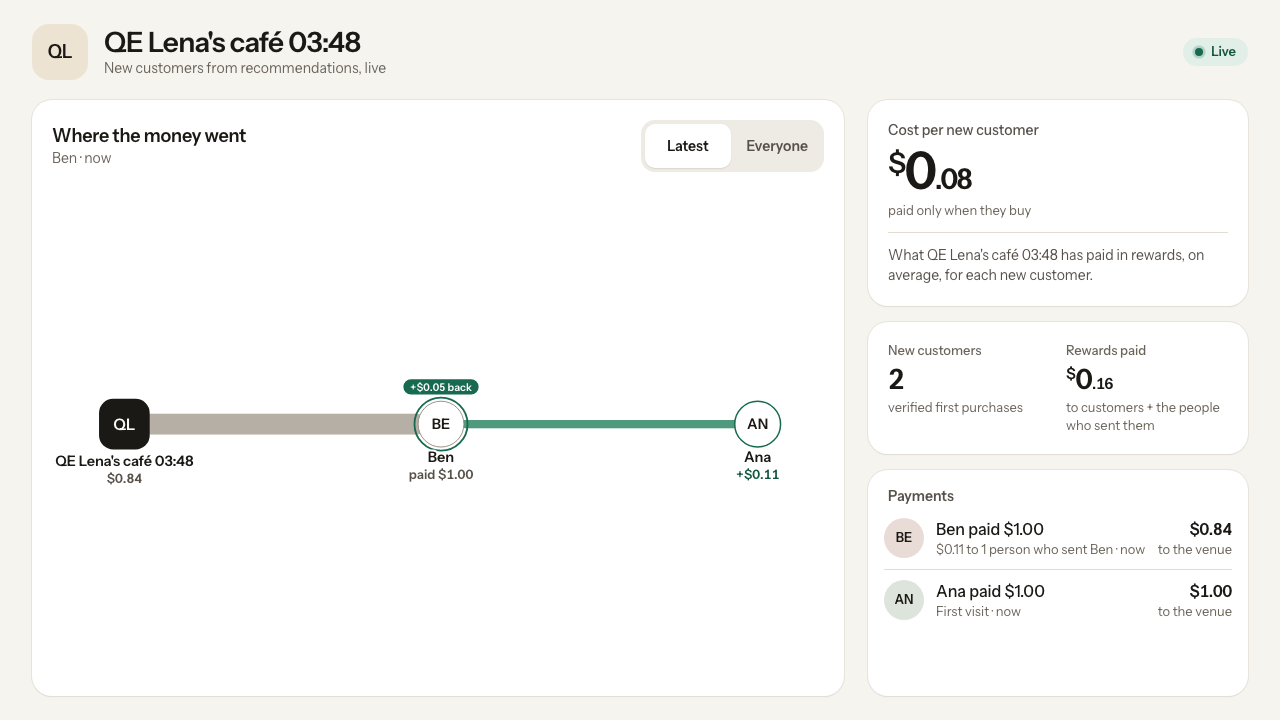 QL
QE Lena's café 03:48
New customers from recommendations, live
Live
Where the money went
Ben · now
Latest
Everyone
+$0.05 back
QL
BE
AN
QE Lena's café 03:48
$0.84
Ben
paid $1.00
Ana
+$0.11
Cost per new customer
$0.08
paid only when they buy
What QE Lena's café 03:48 has paid in rewards, on
average, for each new customer.
New customers
2
verified first purchases
Rewards paid
$0.16
to customers + the people
who sent them
Payments
BE
Ben paid $1.00
$0.84
$0.11 to 1 person who sent Ben · now
to the venue
AN
Ana paid $1.00
$1.00
First visit · now
to the venue